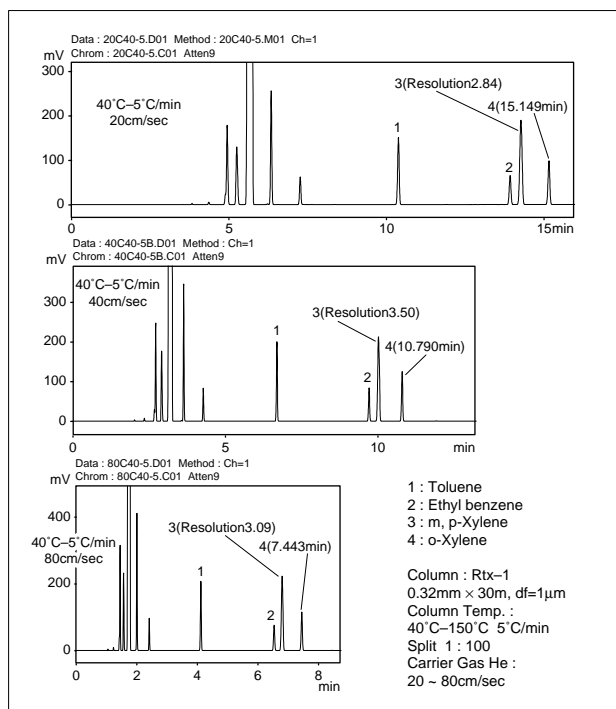 Data : 20C40-5.D01 Method : 20C40-5.M01 Ch=1
Chrom : 20C40-5.C01 Atten9
mV
300
200
100
0
40˚C–5˚C/min
20cm/sec
1
2
3(Resolution2.84)
4(15.149min)
0
5
10
15min
Data : 40C40-5B.D01 Method : Ch=1
Chrom : 40C40-5B.C01 Atten9
mV
300
200
100
0
40˚C–5˚C/min
40cm/sec
1
2
3(Resolution3.50)
4(10.790min)
0
5
10
min
Data : 80C40-5.D01 Method : Ch=1
Chrom : 80C40-5.C01 Atten9
mV
400
200
0
40˚C–5˚C/min
80cm/sec
1
2
3(Resolution3.09)
4(7.443min)
0
2
4
6
8
min
1 : Toluene
2 : Ethyl benzene
3 : m, p-Xylene
4 : o-Xylene
Column : Rtx–1
0.32mm × 30m, df=1µm
Column Temp. :
40˚C–150˚C 5˚C/min
Split 1 : 100
Carrier Gas He :
20 ~ 80cm/sec